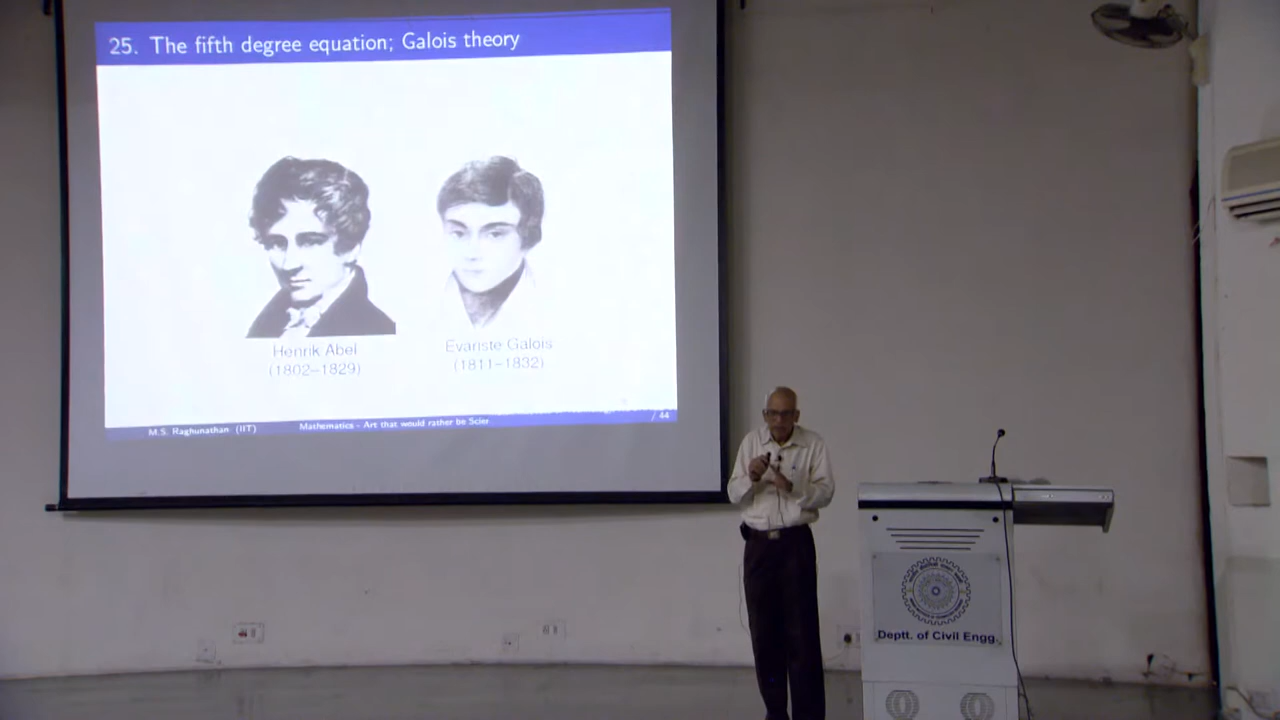 25. The fifth degree equation; Galois theory
Henrik Abel
(1802–1829)
Evariste Galois
(1811–1832)
M.S. Raghunathan (IIT)
Mathematics - Art that would rather be Scier
/ 44
Deptt. of Civil Engg.